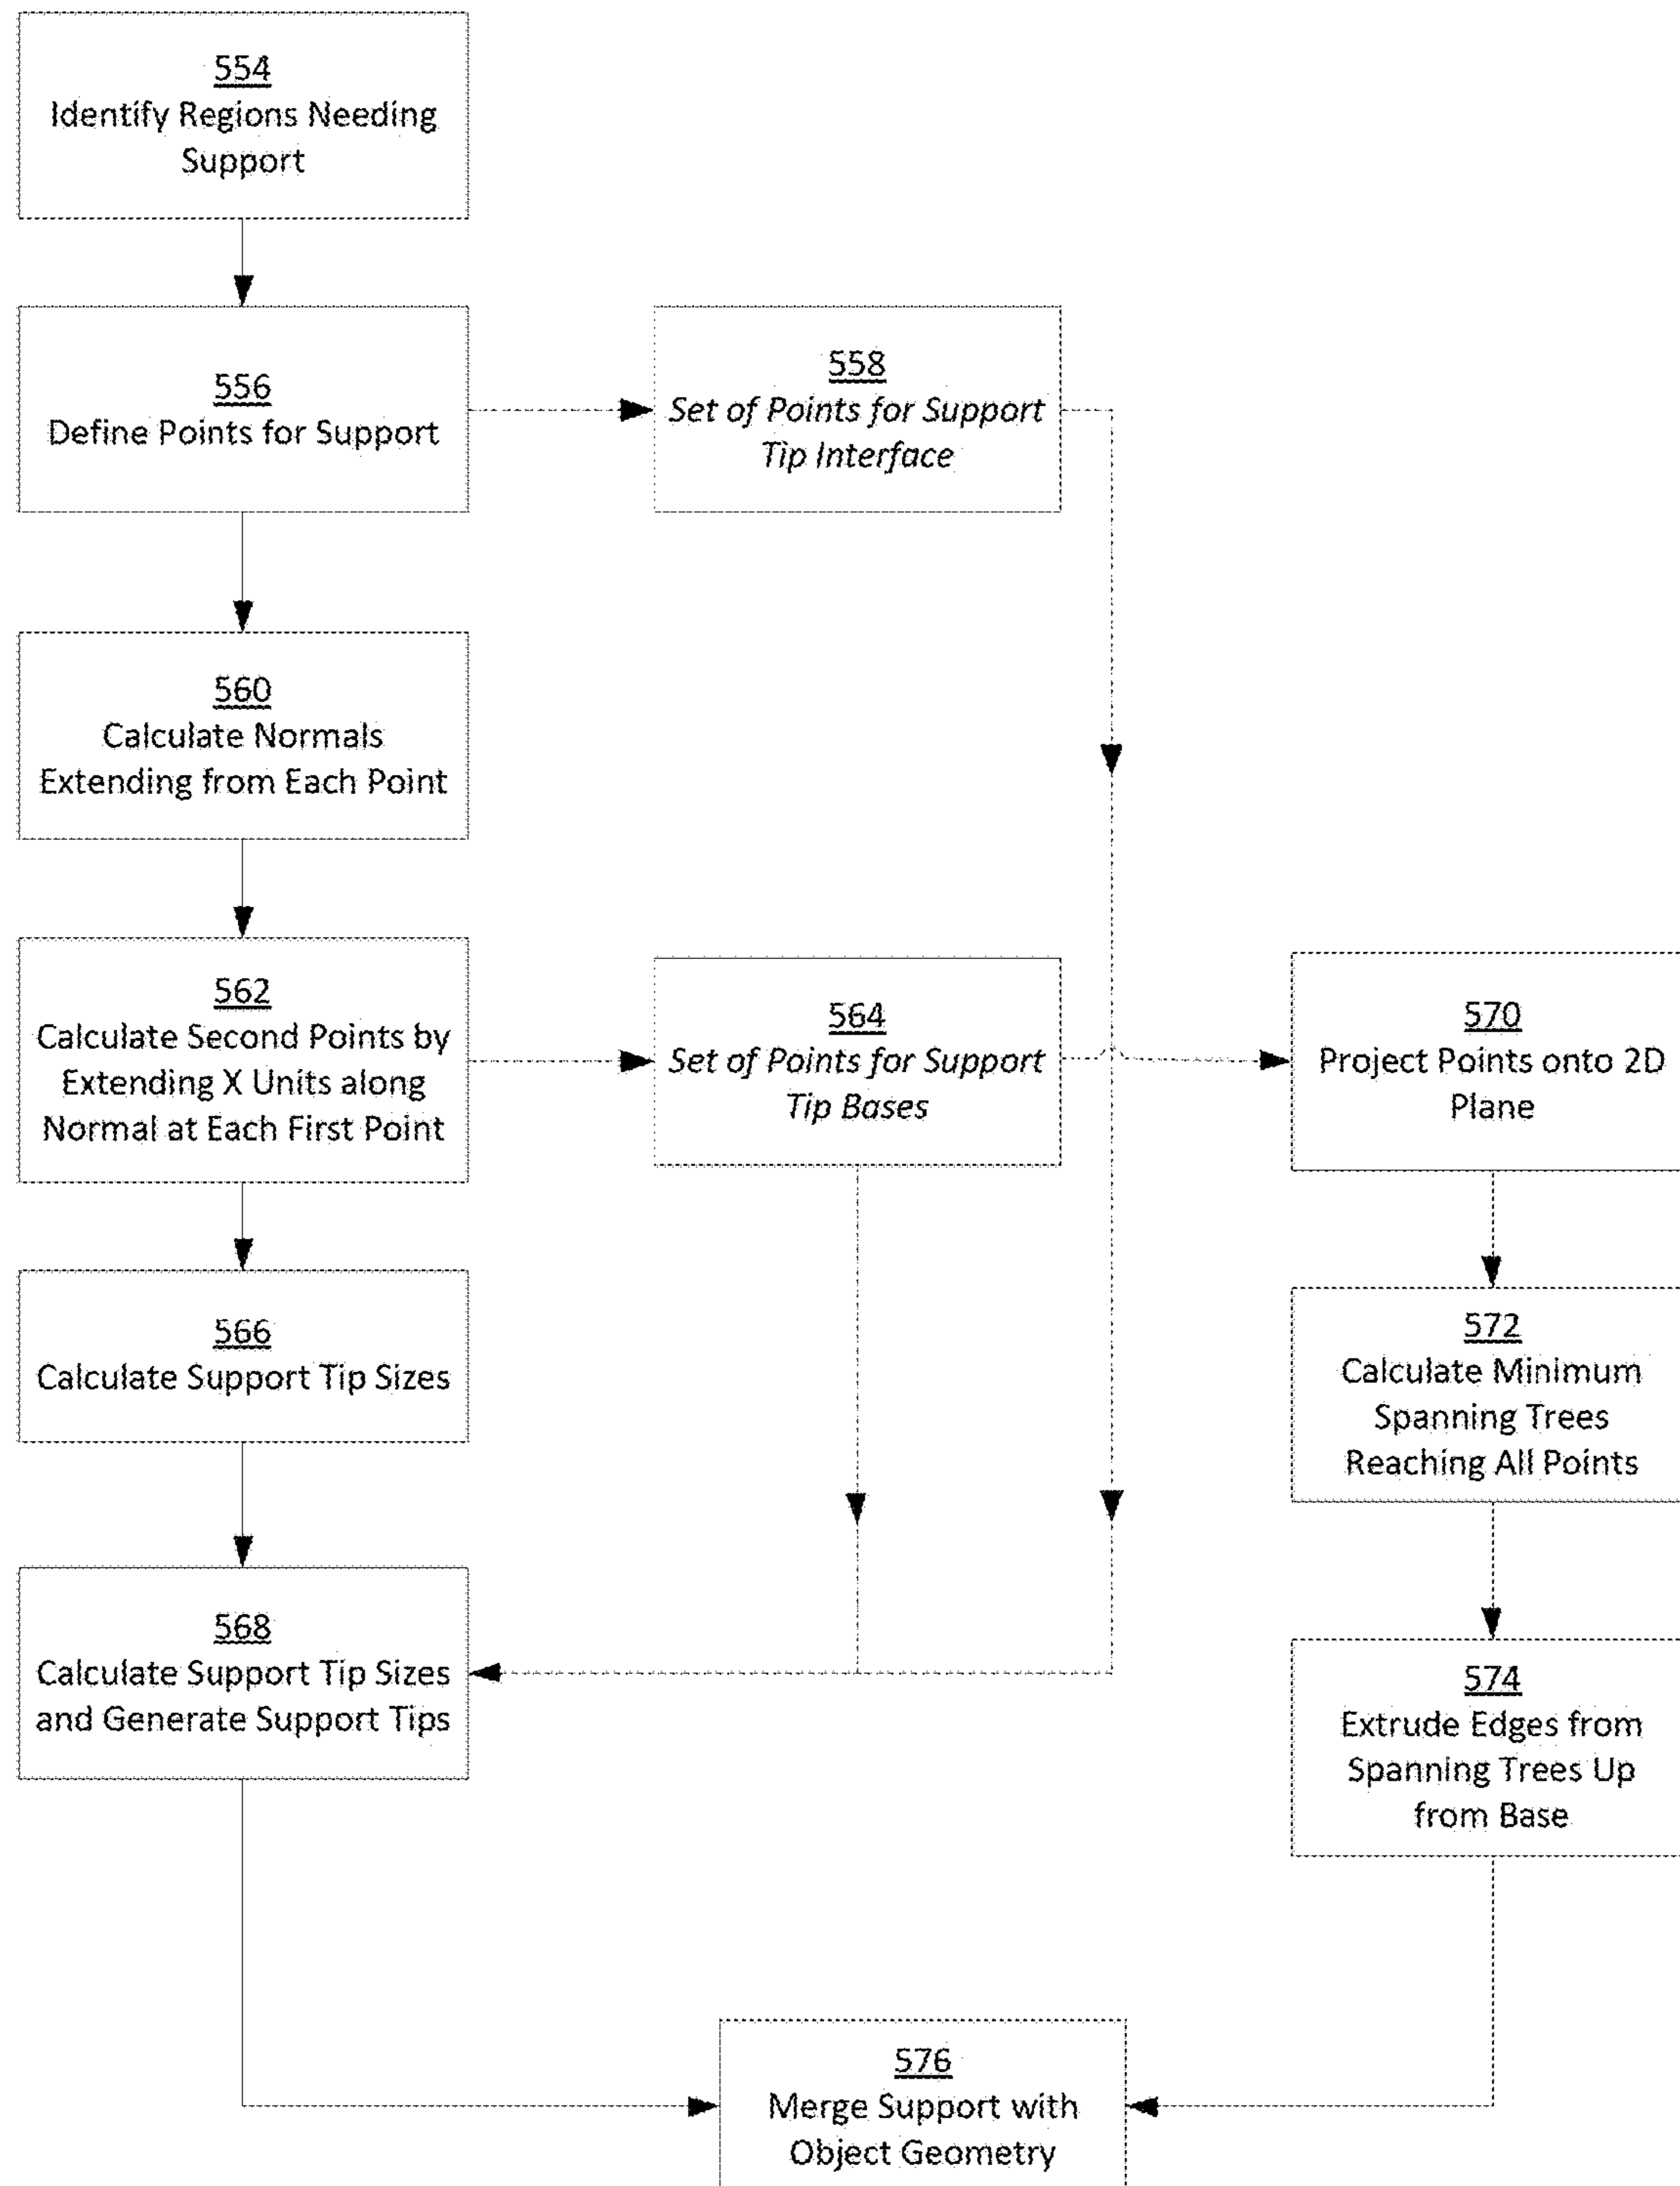 554
Identify Regions Needing
Support
556
Define Points for Support
558
Set of Points for Support
Tip Interface
560
Calculate Normals
Extending from Each Point
562
Calculate Second Points by
Extending X Units along
Normal at Each First Point
564
Set of Points for Support
Tip Bases
570
Project Points onto 2D
Plane
566
Calculate Support Tip Sizes
572
Calculate Minimum
Spanning Trees
Reaching All Points
568
Calculate Support Tip Sizes
and Generate Support Tips
574
Extrude Edges from
Spanning Trees Up
from Base
576
Merge Support with
Object Geometry